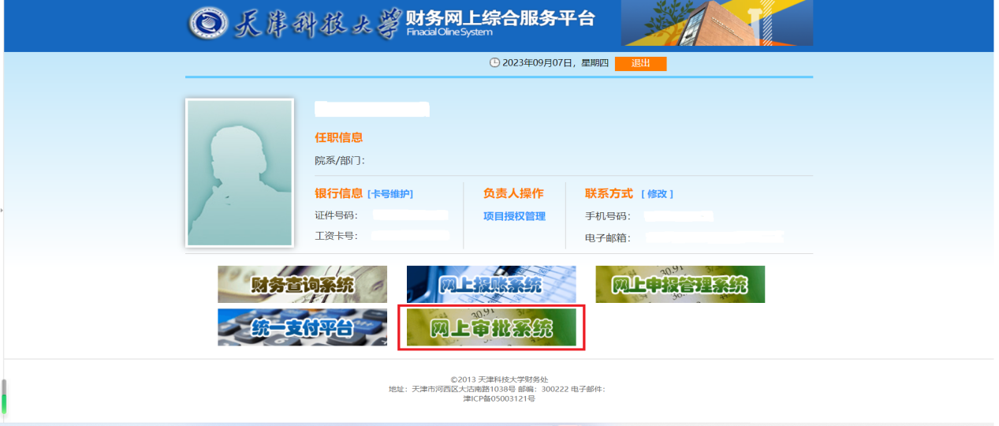 天津科技大学 财务网上综合服务平台
Finacial Oline System
2023年09月07日，星期四 退出
任职信息
院系/部门：
银行信息 [卡号维护] 负责人操作 联系方式 [ 修改 ]
证件号码： 项目授权管理 手机号码：
工资卡号： 电子邮箱：
财务查询系统 网上报账系统 网上申报管理系统
统一支付平台 网上审批系统
©2013 天津科技大学财务处
地址：天津市河西区大沽南路1038号 邮编：300222 电子邮件：
津ICP备05003121号